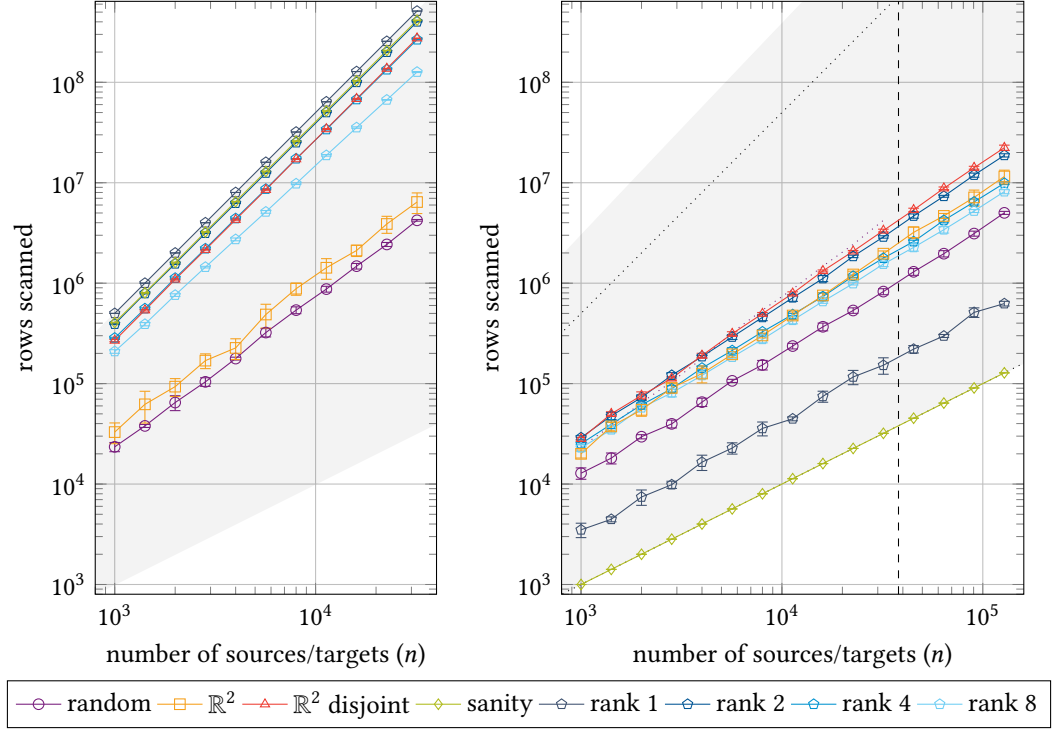 10^8
10^7
10^6
10^5
10^4
10^3
rows scanned
10^3 10^4
number of sources/targets (n)
10^8
10^7
10^6
10^5
10^4
10^3
rows scanned
10^3 10^4 10^5
number of sources/targets (n)
random ℝ² ℝ² disjoint sanity rank 1 rank 2 rank 4 rank 8